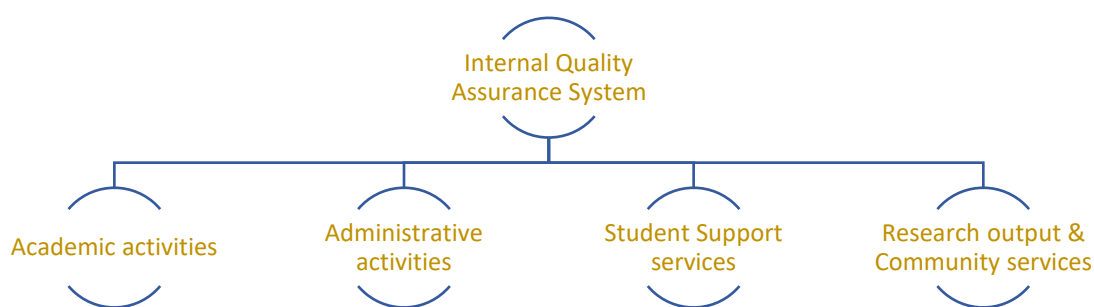 Internal Quality
Assurance System
Academic activities
Administrative
activities
Student Support
services
Research output &
Community services